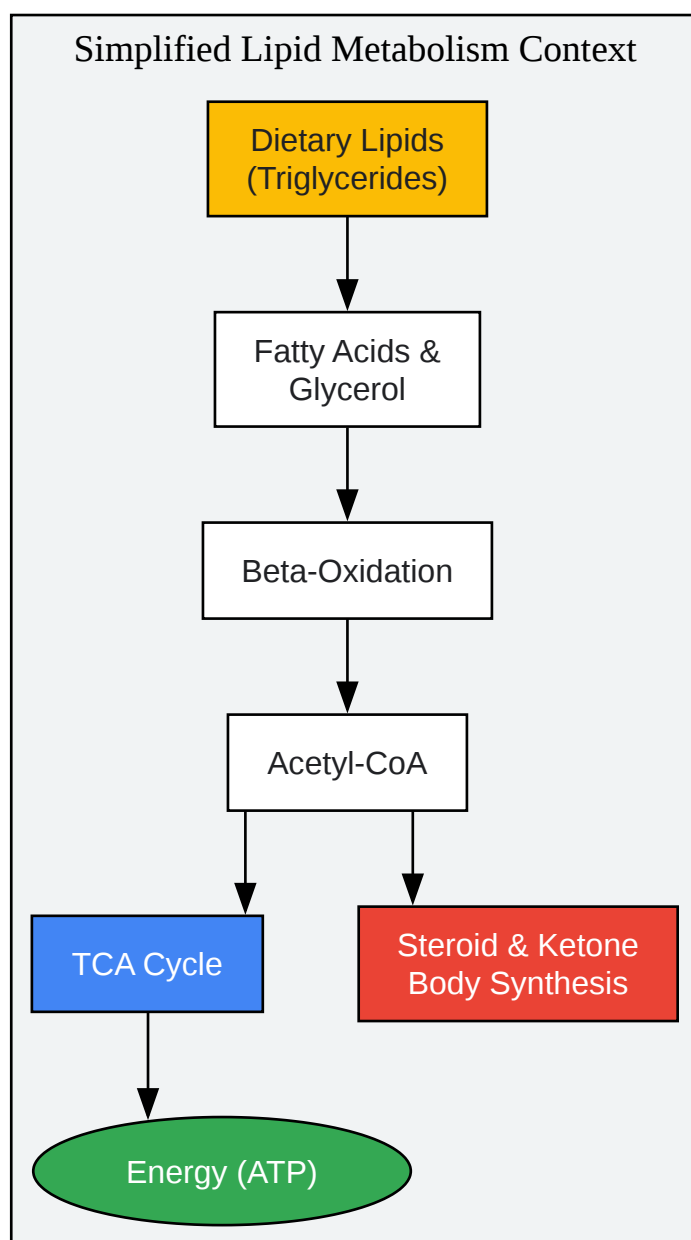 Simplified Lipid Metabolism Context
Dietary Lipids
(Triglycerides)
Fatty Acids &
Glycerol
Beta-Oxidation
Acetyl-CoA
TCA Cycle
Steroid & Ketone
Body Synthesis
Energy (ATP)